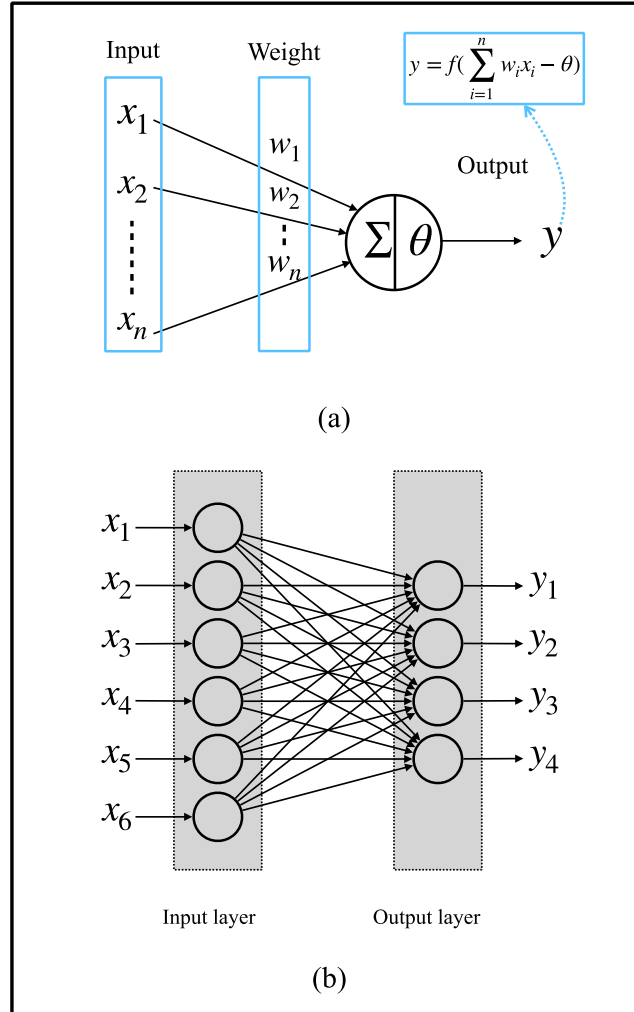 Input
Weight
y = f( ∑_{i=1}^{n} w_i x_i − θ)
x_1
w_1
Output
x_2
w_2
∑ θ
y
w_n
x_n
(a)
x_1
x_2
y_1
x_3
y_2
x_4
y_3
x_5
y_4
x_6
Input layer
Output layer
(b)